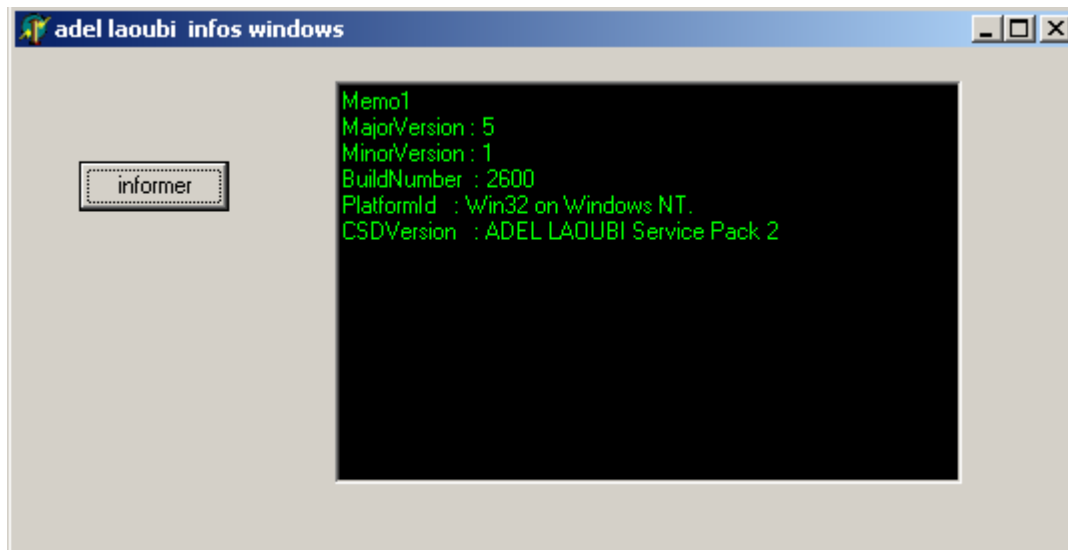 adel laoubi  infos windows
informer
Memo1
MajorVersion : 5
MinorVersion : 1
BuildNumber  : 2600
PlatformId   : Win32 on Windows NT.
CSDVersion   : ADEL LAOUBI Service Pack 2